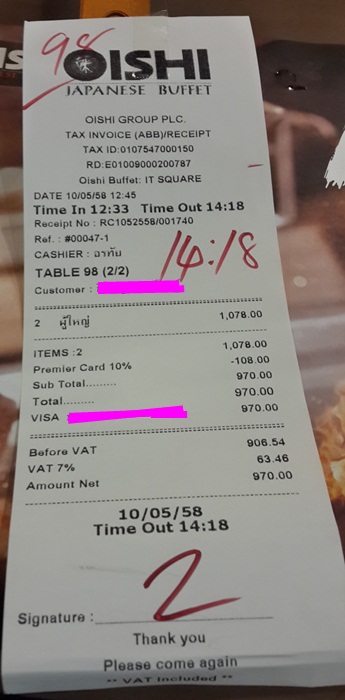 98
OISHI
JAPANESE BUFFET
OISHI GROUP PLC.
TAX INVOICE (ABB)/RECEIPT
TAX ID:0107547000150
RD:E01009000200787
Oishi Buffet: IT SQUARE
DATE 10/05/58 12:45
Time In 12:33 Time Out 14:18
Receipt No : RC1052558/001740
Ref. : #00047-1
14:18
CASHIER : อาทับ
TABLE 98 (2/2)
Customer :
2 ผู้ใหญ่ 1,078.00
ITEMS :2 1,078.00
Premier Card 10% -108.00
Sub Total......... 970.00
Total......... 970.00
VISA 970.00
Before VAT 906.54
VAT 7% 63.46
Amount Net 970.00
10/05/58
Time Out 14:18
2
Signature :
Thank you
Please come again
** VAT Included **